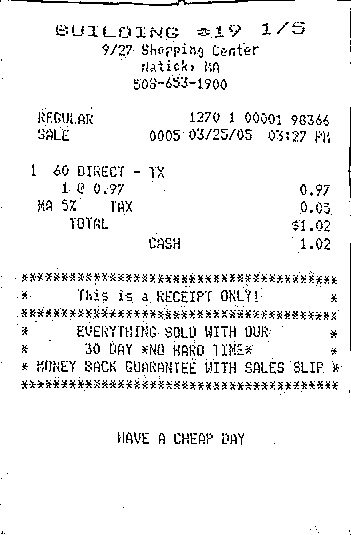 BUILDING #19 1/5
9/27 Shopping Center
Natick, MA
508-653-1900
REGULAR 1270 1 00001 98366
SALE 0005 03/25/05 03:27 PM
1 60 DIRECT - TX
1 @ 0.97 0.97
MA 5% TAX 0.05
TOTAL $1.02
CASH 1.02
****************************************
* This is a RECEIPT ONLY! *
****************************************
* EVERYTHING SOLD WITH OUR *
* 30 DAY *NO HARD TIME* *
* MONEY BACK GUARANTEE WITH SALES SLIP *
****************************************
HAVE A CHEAP DAY